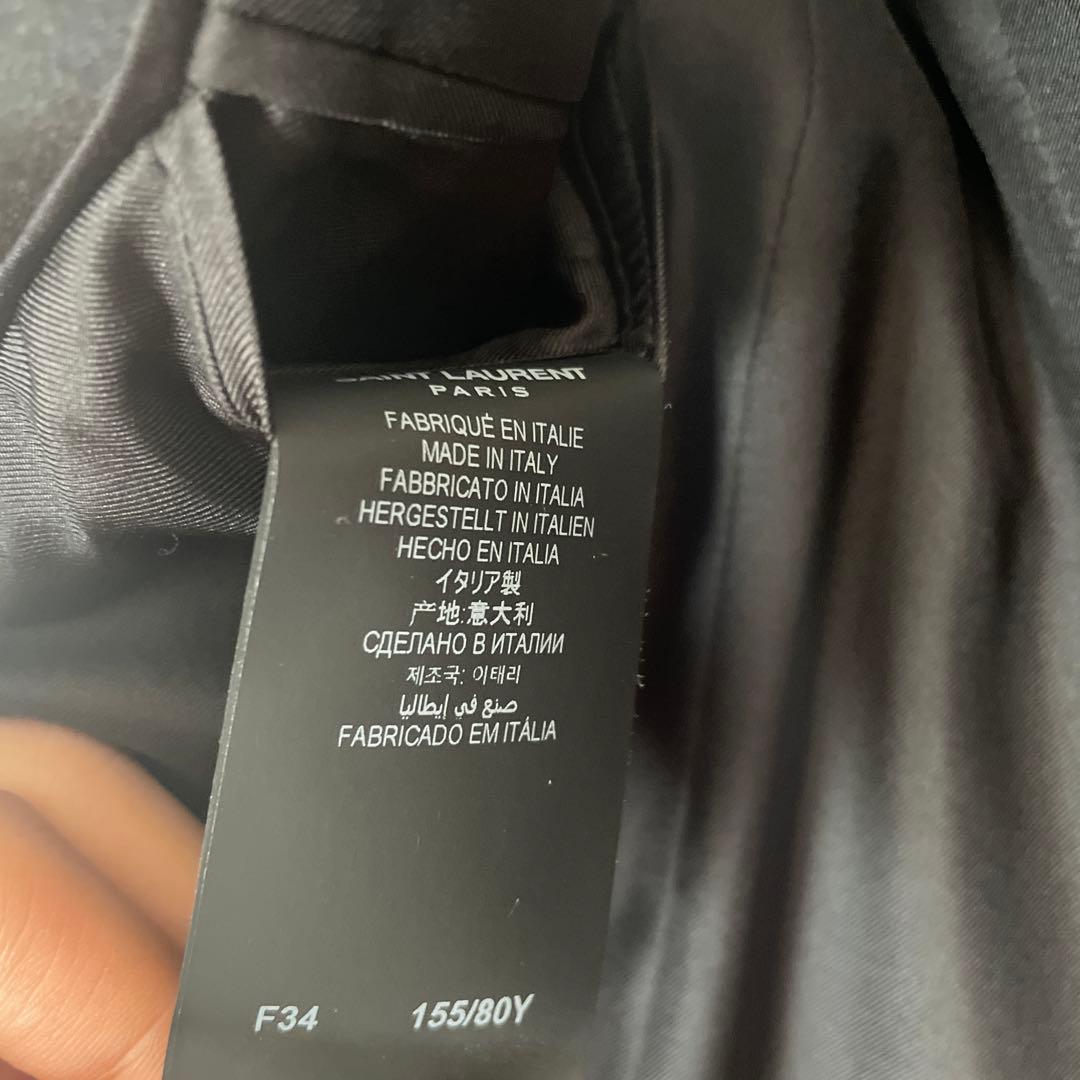 SAINT LAURENT
PARIS
FABRIQUÉ EN ITALIE
MADE IN ITALY
FABBRICATO IN ITALIA
HERGESTELLT IN ITALIEN
HECHO EN ITALIA
イタリア製
产地:意大利
СДЕЛАНО В ИТАЛИИ
제조국: 이태리
صنع في إيطاليا
FABRICADO EM ITÁLIA
F34 155/80Y